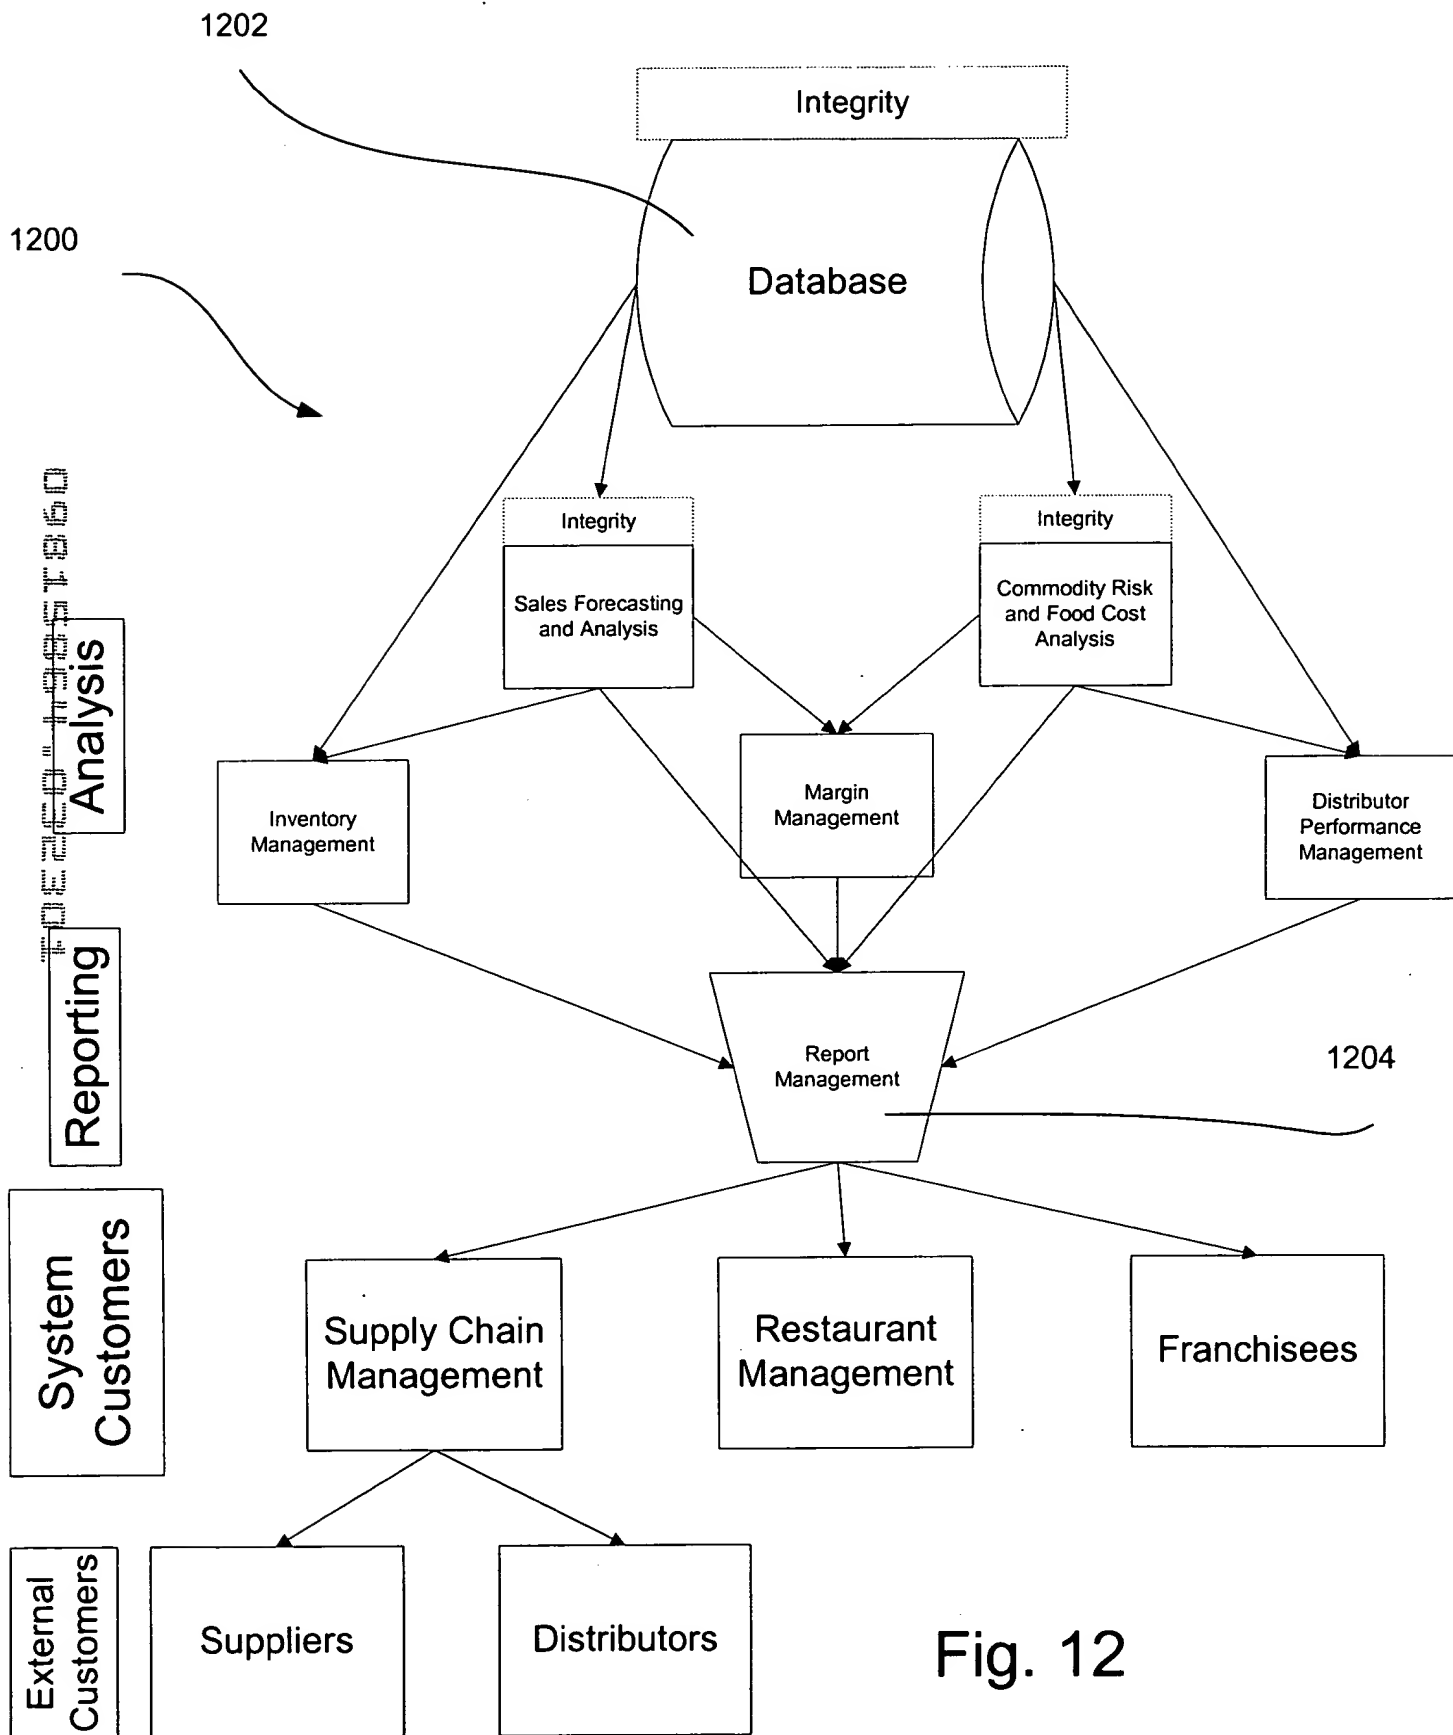 1202
Integrity
1200
Database
Integrity
Integrity
Sales Forecasting
and Analysis
Commodity Risk
and Food Cost
Analysis
Analysis
Inventory
Management
Margin
Management
Distributor
Performance
Management
Reporting
Report
Management
1204
System
Customers
Supply Chain
Management
Restaurant
Management
Franchisees
External
Customers
Suppliers
Distributors
Fig. 12